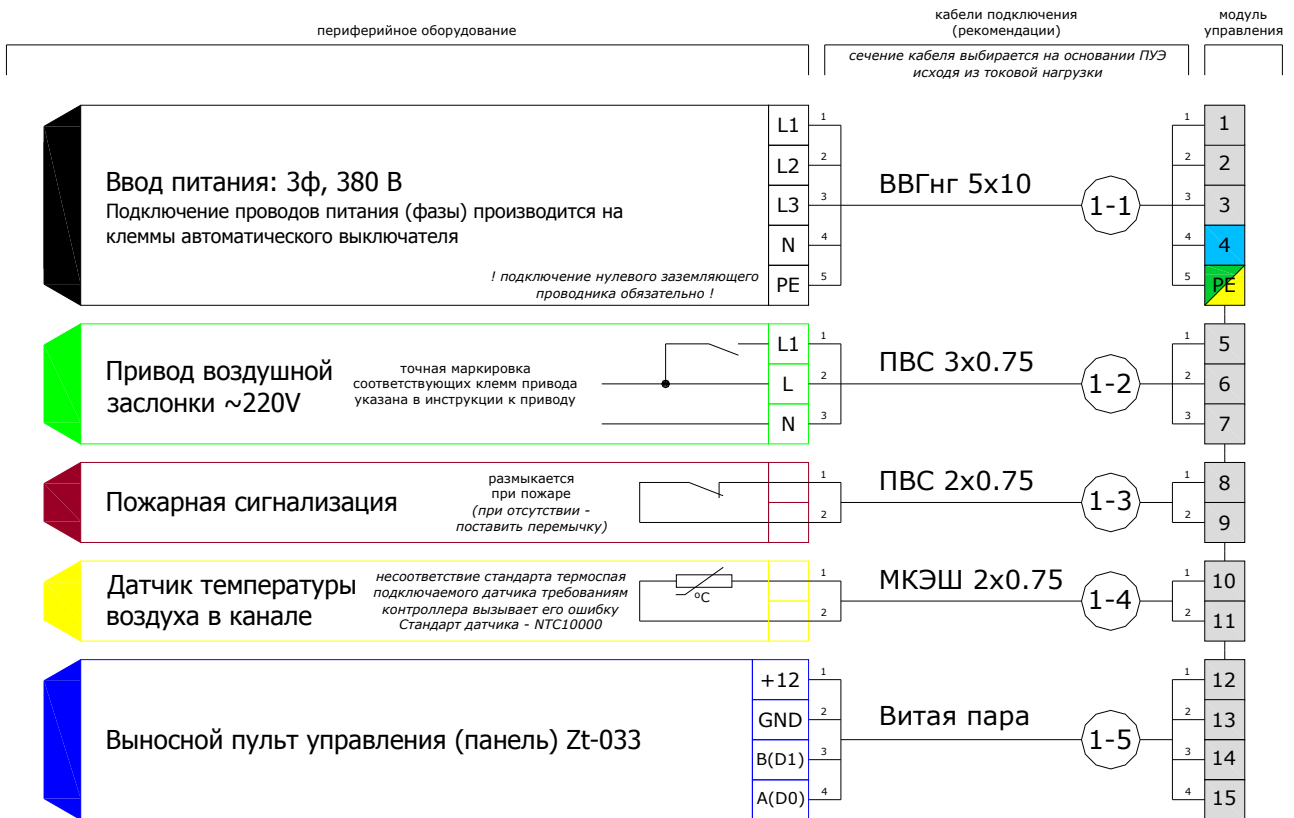 периферийное оборудование
кабели подключения
(рекомендации)
модуль
управления
сечение кабеля выбирается на основании ПУЭ
исходя из токовой нагрузки
Ввод питания: 3ф, 380 В
Подключение проводов питания (фазы) производится на
клеммы автоматического выключателя
! подключение нулевого заземляющего
проводника обязательно !
L1 1
L2 2
L3 3
N 4
PE 5
ВВГнг 5х10
1-1
1 1
2 2
3 3
4 4
5 PE
Привод воздушной
заслонки ~220V
точная маркировка
соответствующих клемм привода
указана в инструкции к приводу
L1 1
L 2
N 3
ПВС 3х0.75
1-2
1 5
2 6
3 7
Пожарная сигнализация
размыкается
при пожаре
(при отсутствии -
поставить перемычку)
1
2
ПВС 2х0.75
1-3
1 8
2 9
Датчик температуры
воздуха в канале
несоответствие стандарта термоспая
подключаемого датчика требованиям
контроллера вызывает его ошибку
Стандарт датчика - NTC10000
°C
1
2
МКЭШ 2х0.75
1-4
1 10
2 11
Выносной пульт управления (панель) Zt-033
+12 1
GND 2
B(D1) 3
A(D0) 4
Витая пара
1-5
1 12
2 13
3 14
4 15